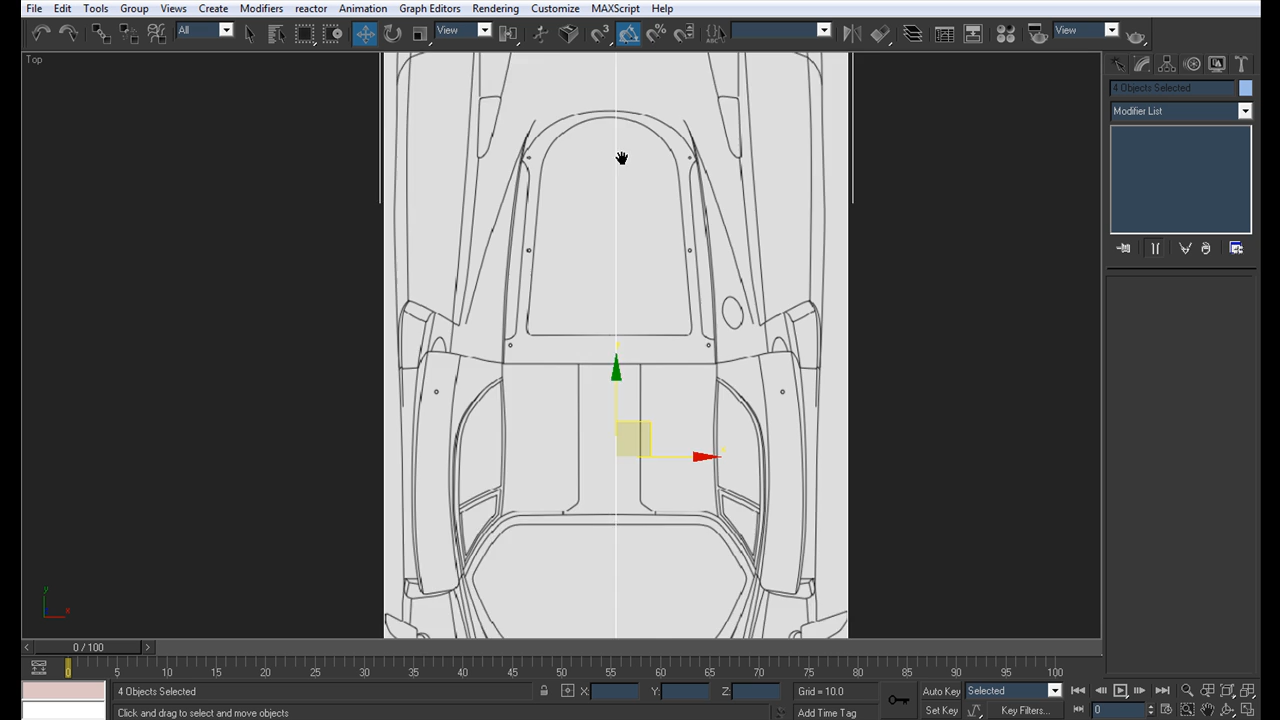 File Edit Tools Group Views Create Modifiers reactor Animation Graph Editors Rendering Customize MAXScript Help
All View View
Top
4 Objects Selected
Modifier List
y
x
0 / 100
0 5 10 15 20 25 30 35 40 45 50 55 60 65 70 75 80 85 90 95 100
4 Objects Selected X: Y: Z: Grid = 10.0 Auto Key Selected
Click and drag to select and move objects Add Time Tag Set Key Key Filters... 0